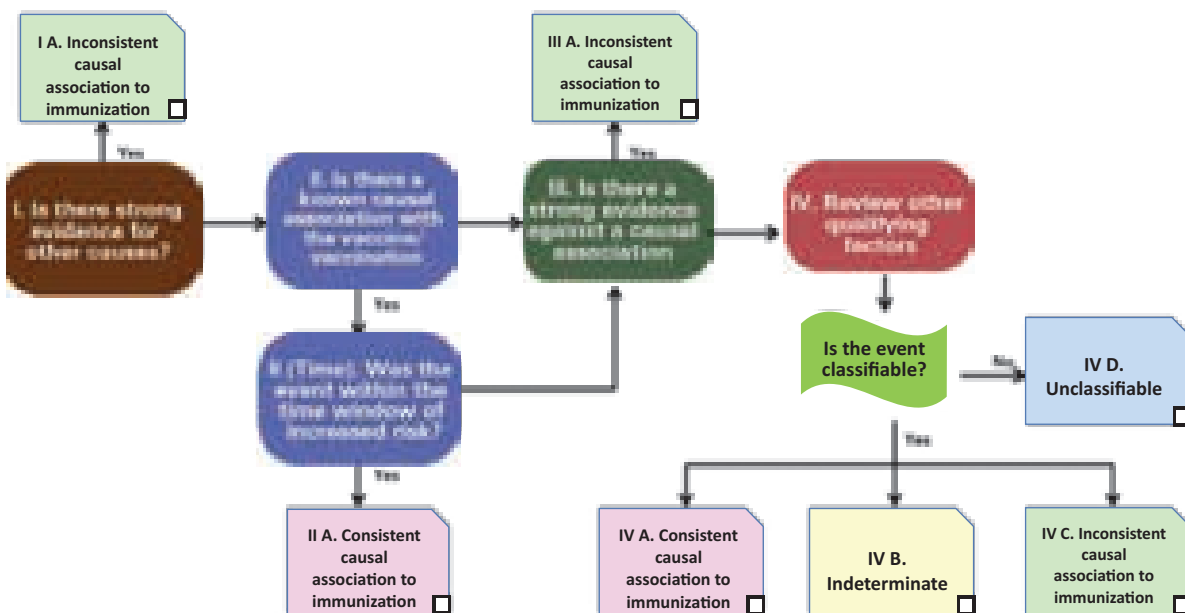 I A. Inconsistent
causal
association to
immunization
III A. Inconsistent
causal
association to
immunization
Yes
Yes
I. Is there strong
evidence for
other causes?
II. Is there a
known causal
association with
the vaccine/
vaccination
III. Is there a
strong evidence
against a causal
association
IV. Review other
qualifying
factors
Yes
II (Time). Was the
event within the
time window of
increased risk?
Is the event
classifiable?
No
IV D.
Unclassifiable
Yes
Yes
II A. Consistent
causal
association to
immunization
IV A. Consistent
causal
association to
immunization
IV B.
Indeterminate
IV C. Inconsistent
causal
association to
immunization